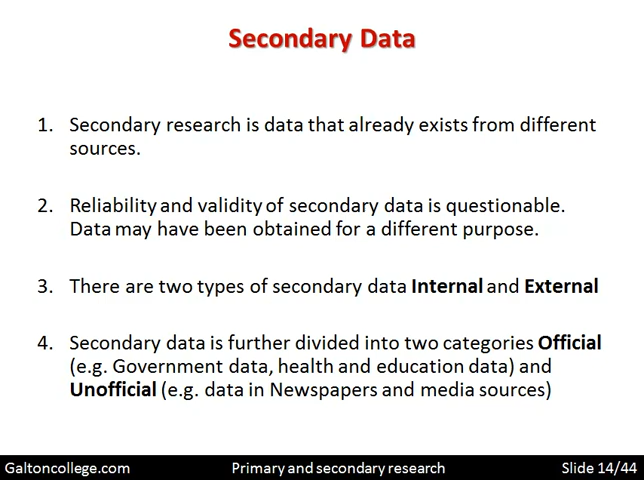 Secondary Data
1. Secondary research is data that already exists from different
sources.
2. Reliability and validity of secondary data is questionable.
Data may have been obtained for a different purpose.
3. There are two types of secondary data Internal and External
4. Secondary data is further divided into two categories Official
(e.g. Government data, health and education data) and
Unofficial (e.g. data in Newspapers and media sources)
Galtoncollege.com Primary and secondary research Slide 14/44